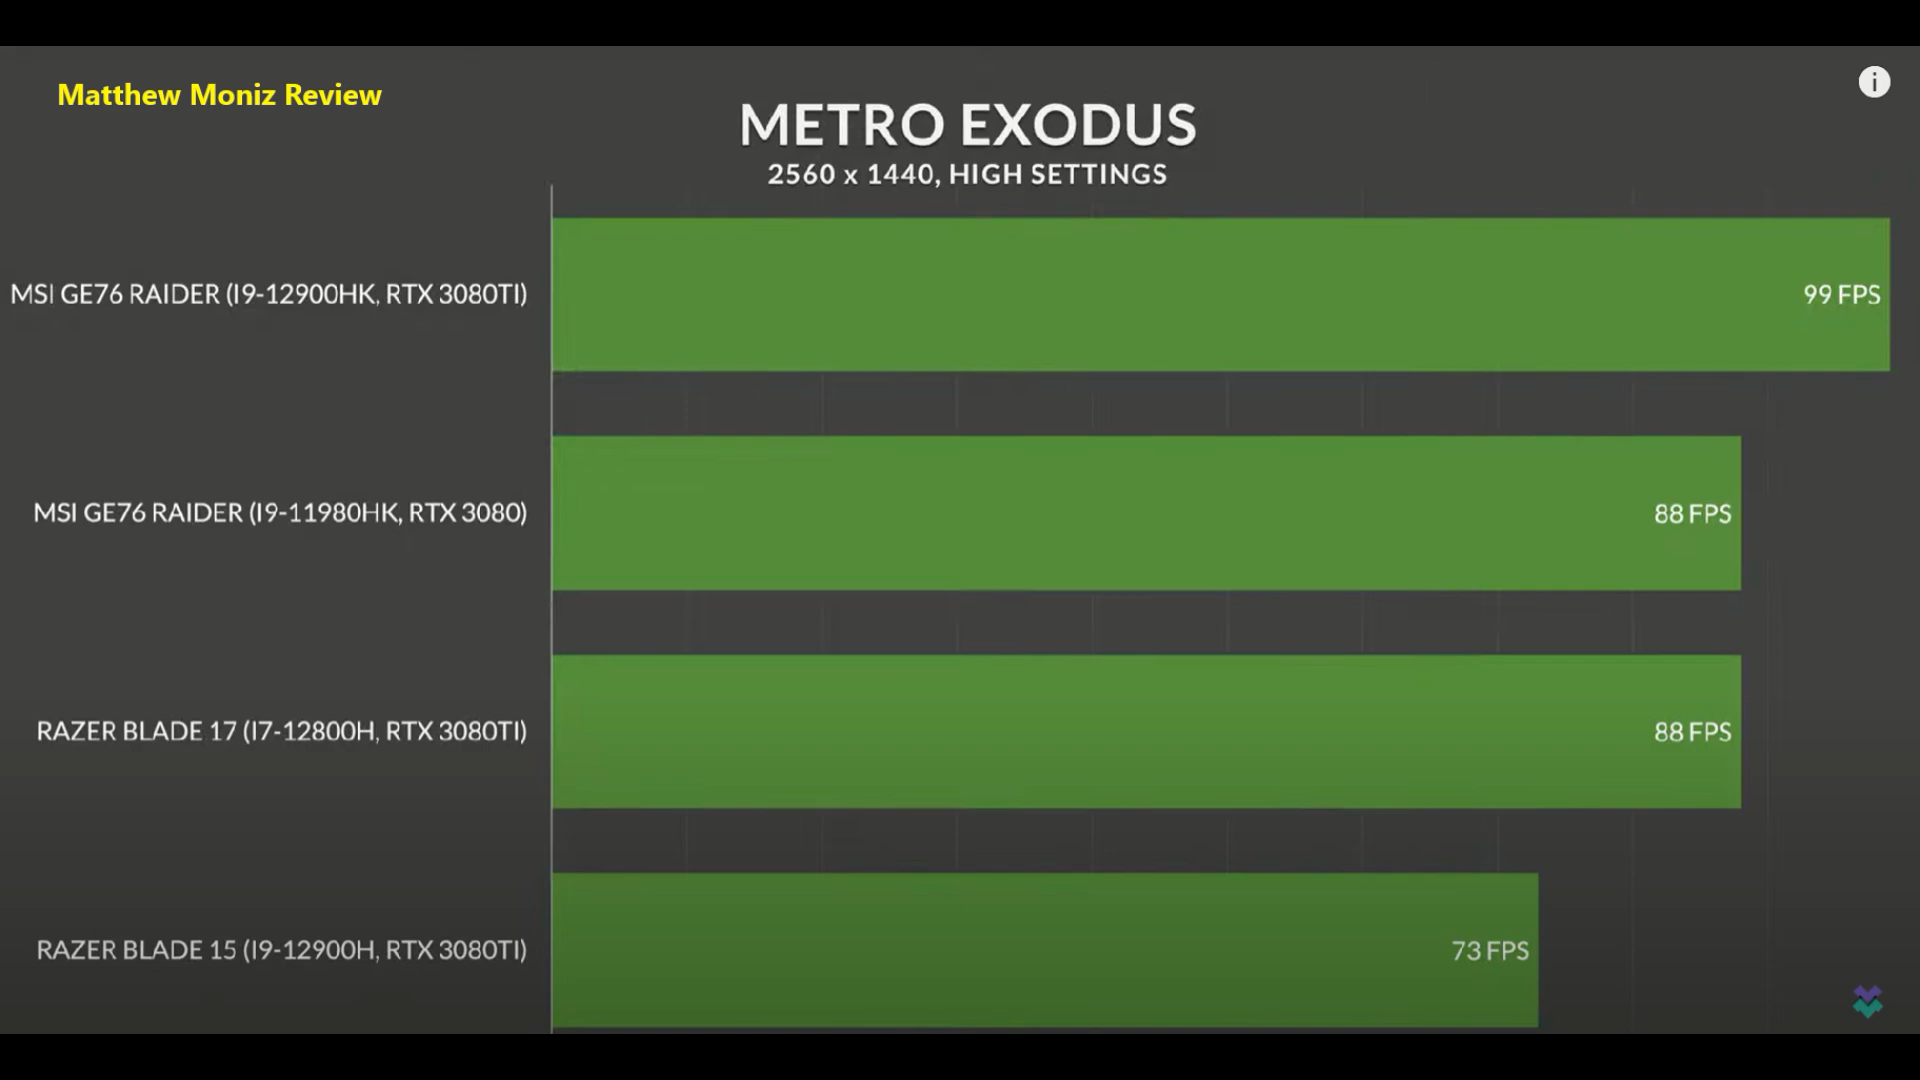 Matthew Moniz Review
i
METRO EXODUS
2560 x 1440, HIGH SETTINGS
MSI GE76 RAIDER (I9-12900HK, RTX 3080TI)
99 FPS
MSI GE76 RAIDER (I9-11980HK, RTX 3080)
88 FPS
RAZER BLADE 17 (I7-12800H, RTX 3080TI)
88 FPS
RAZER BLADE 15 (I9-12900H, RTX 3080TI)
73 FPS